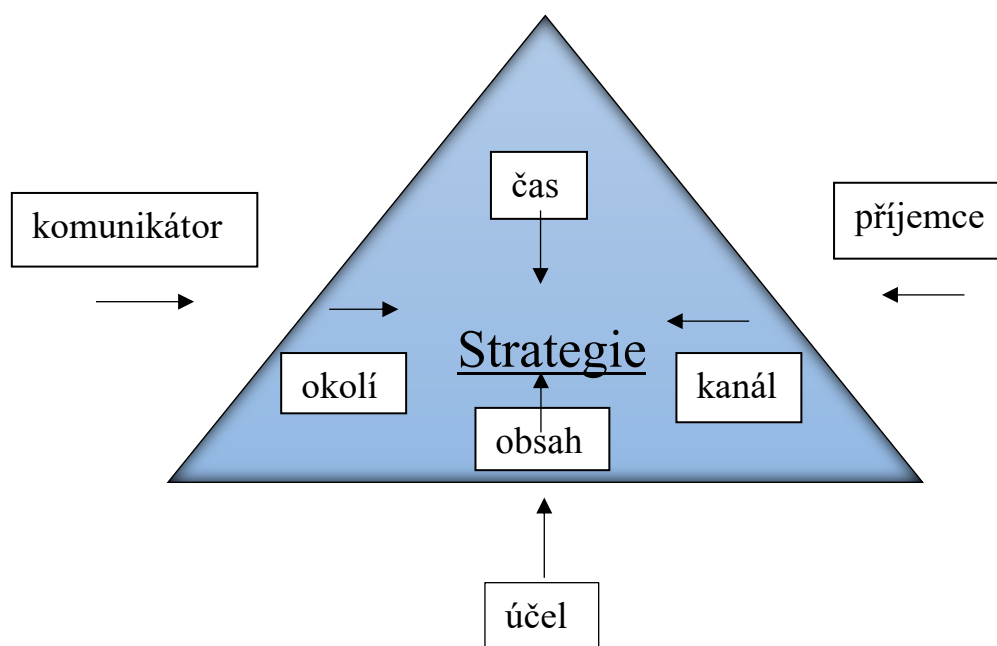 čas
komunikátor
příjemce
Strategie
okolí
kanál
obsah
účel